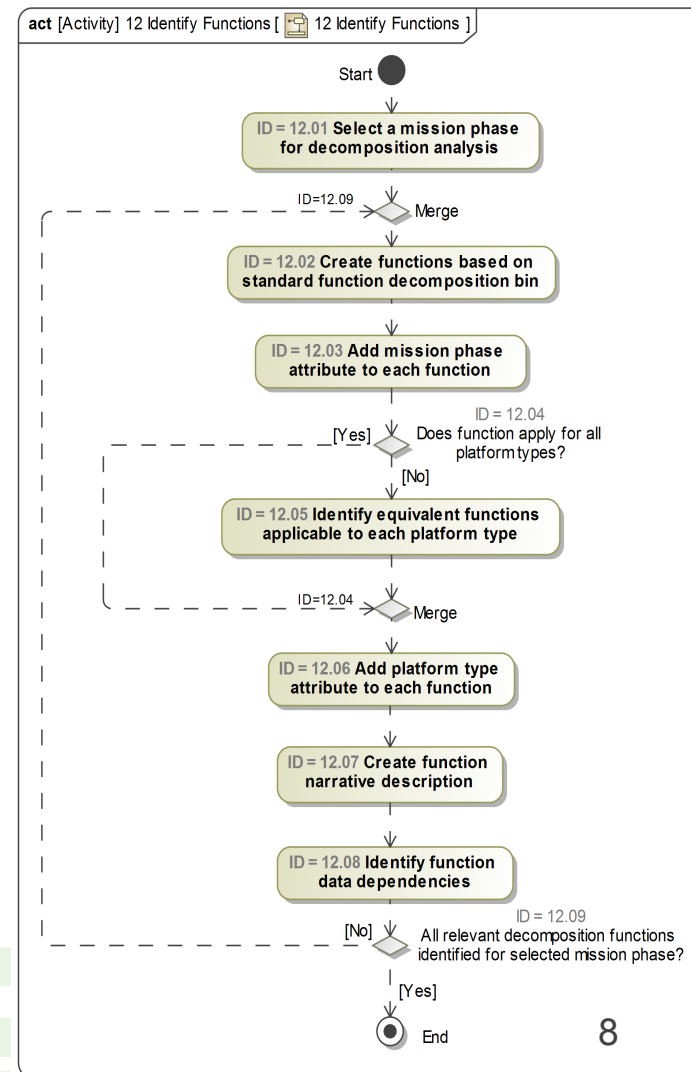 act [Activity] 12 Identify Functions [ 12 Identify Functions ]
Start
ID = 12.01 Select a mission phase
for decomposition analysis
ID=12.09
Merge
ID = 12.02 Create functions based on
standard function decomposition bin
ID = 12.03 Add mission phase
attribute to each function
ID = 12.04
[Yes]
Does function apply for all
platform types?
[No]
ID = 12.05 Identify equivalent functions
applicable to each platform type
ID=12.04
Merge
ID = 12.06 Add platform type
attribute to each function
ID = 12.07 Create function
narrative description
ID = 12.08 Identify function
data dependencies
ID = 12.09
[No]
All relevant decomposition functions
identified for selected mission phase?
[Yes]
End
8